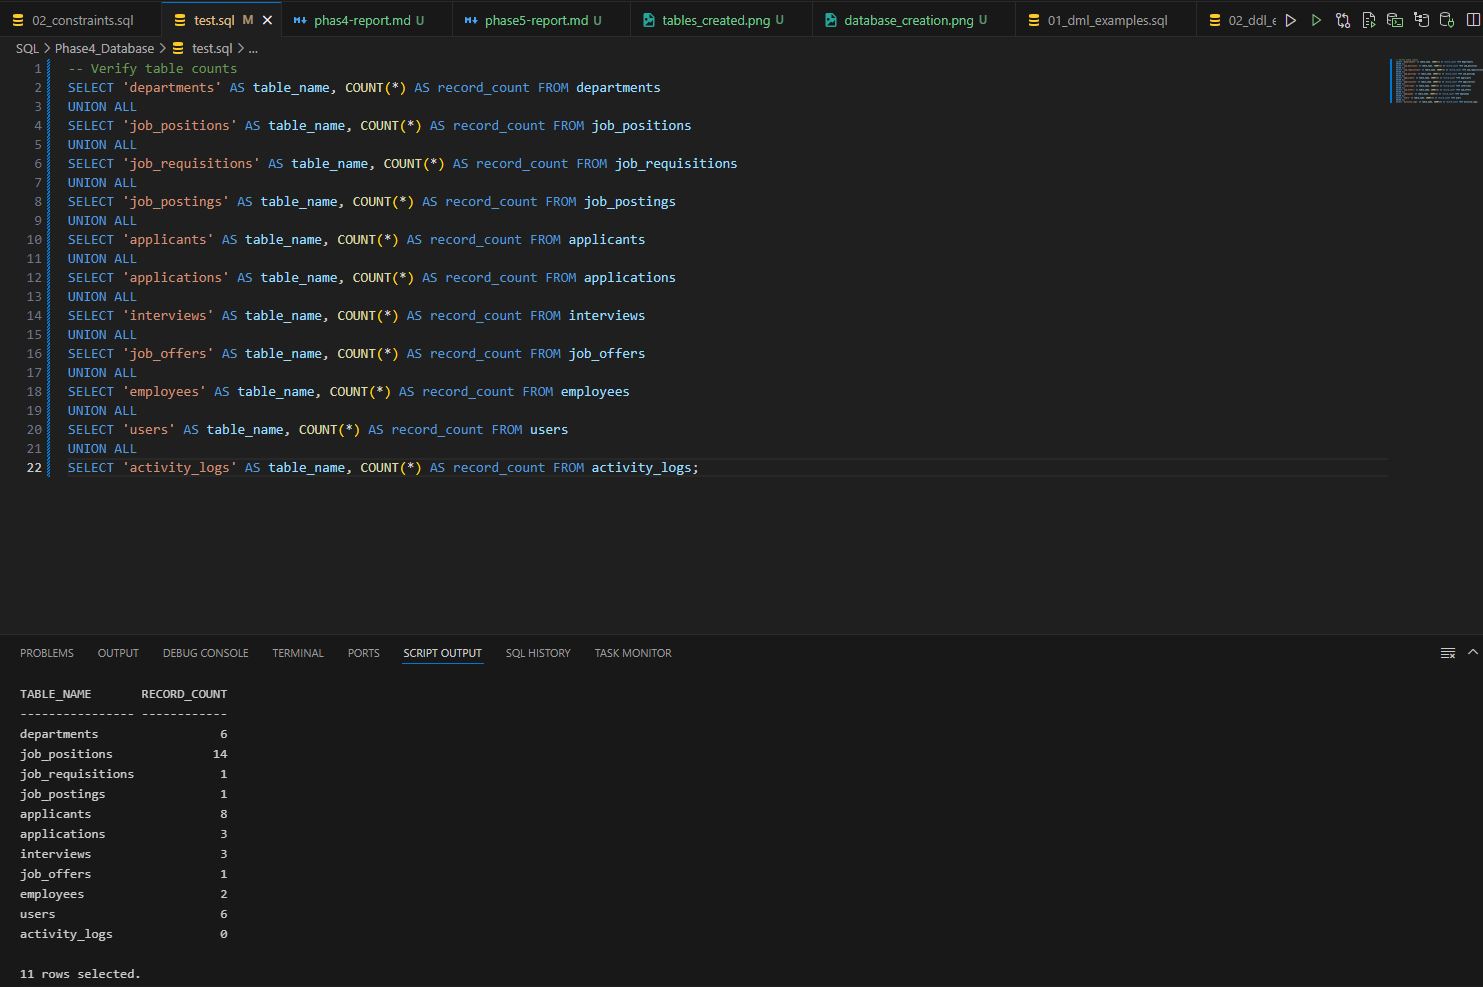 02_constraints.sql test.sql M phas4-report.md U phase5-report.md U tables_created.png U database_creation.png U 01_dml_examples.sql 02_ddl_e
SQL > Phase4_Database > test.sql > ...
1 -- Verify table counts
2 SELECT 'departments' AS table_name, COUNT(*) AS record_count FROM departments
3 UNION ALL
4 SELECT 'job_positions' AS table_name, COUNT(*) AS record_count FROM job_positions
5 UNION ALL
6 SELECT 'job_requisitions' AS table_name, COUNT(*) AS record_count FROM job_requisitions
7 UNION ALL
8 SELECT 'job_postings' AS table_name, COUNT(*) AS record_count FROM job_postings
9 UNION ALL
10 SELECT 'applicants' AS table_name, COUNT(*) AS record_count FROM applicants
11 UNION ALL
12 SELECT 'applications' AS table_name, COUNT(*) AS record_count FROM applications
13 UNION ALL
14 SELECT 'interviews' AS table_name, COUNT(*) AS record_count FROM interviews
15 UNION ALL
16 SELECT 'job_offers' AS table_name, COUNT(*) AS record_count FROM job_offers
17 UNION ALL
18 SELECT 'employees' AS table_name, COUNT(*) AS record_count FROM employees
19 UNION ALL
20 SELECT 'users' AS table_name, COUNT(*) AS record_count FROM users
21 UNION ALL
22 SELECT 'activity_logs' AS table_name, COUNT(*) AS record_count FROM activity_logs;
PROBLEMS OUTPUT DEBUG CONSOLE TERMINAL PORTS SCRIPT OUTPUT SQL HISTORY TASK MONITOR
TABLE_NAME RECORD_COUNT
---------------- ------------
departments 6
job_positions 14
job_requisitions 1
job_postings 1
applicants 8
applications 3
interviews 3
job_offers 1
employees 2
users 6
activity_logs 0
11 rows selected.